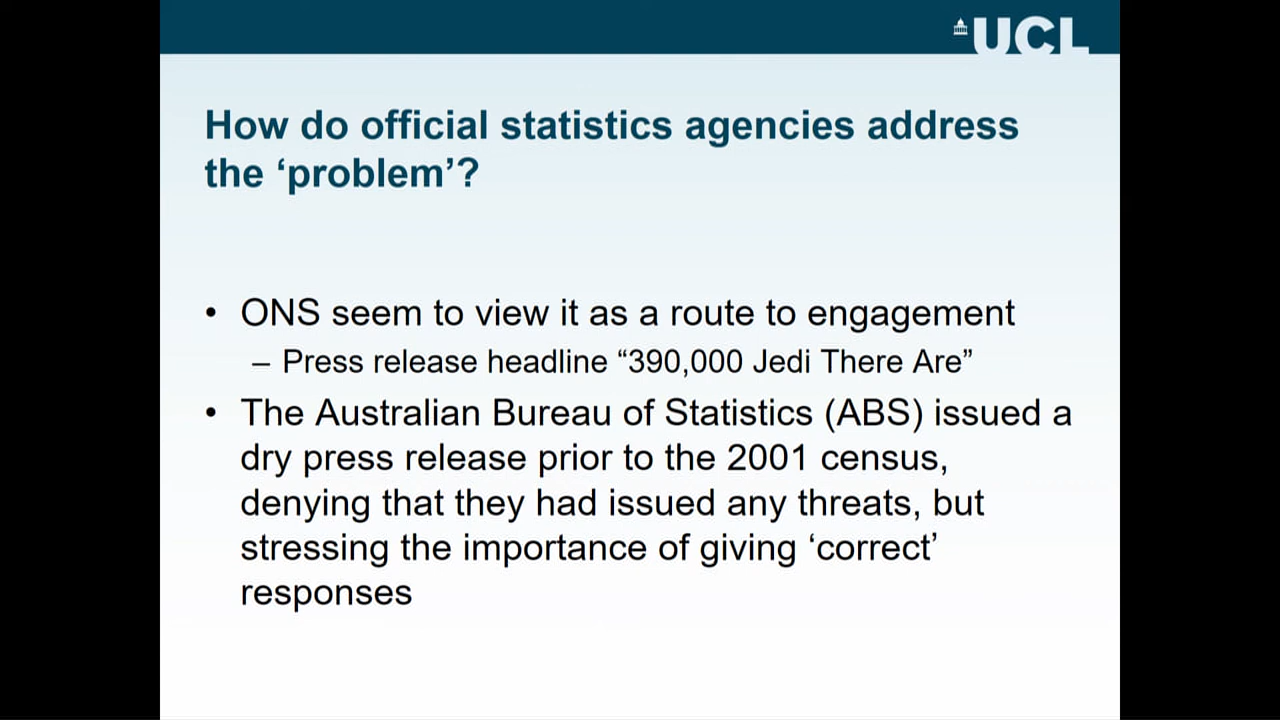 UCL
How do official statistics agencies address
the ‘problem’?
• ONS seem to view it as a route to engagement
– Press release headline “390,000 Jedi There Are”
• The Australian Bureau of Statistics (ABS) issued a
dry press release prior to the 2001 census,
denying that they had issued any threats, but
stressing the importance of giving ‘correct’
responses